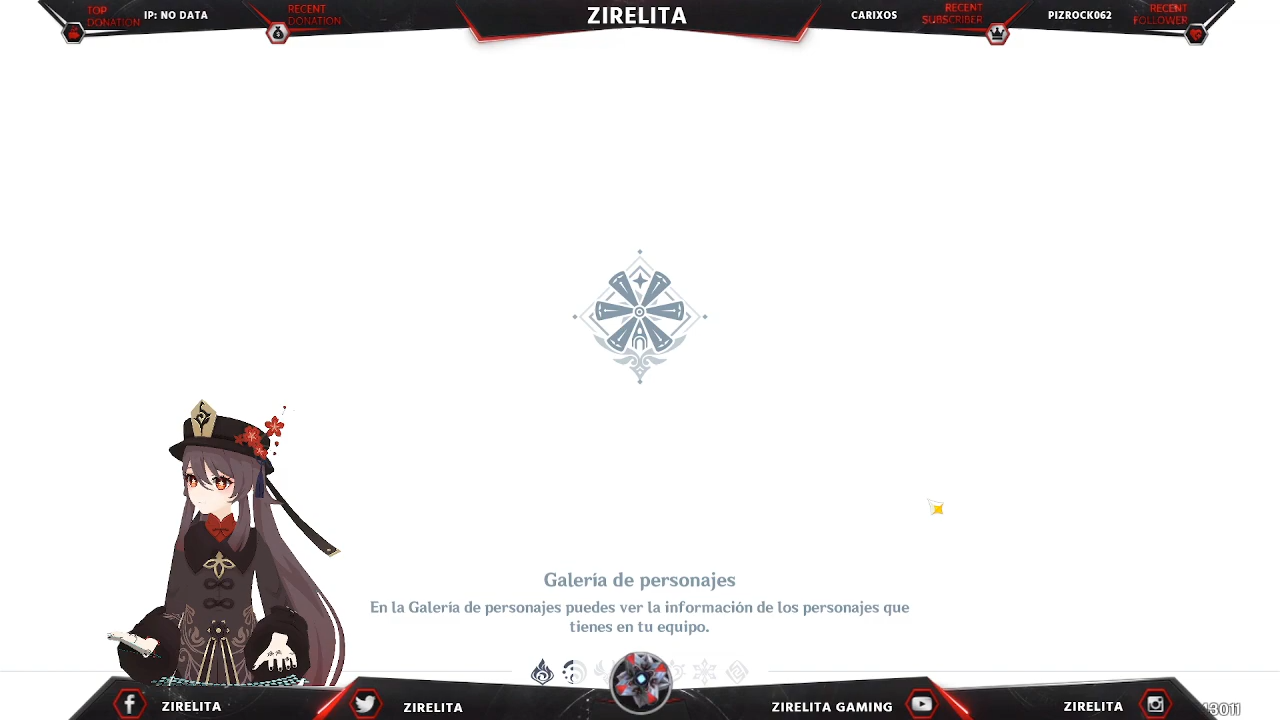 TOP
DONATION
IP: NO DATA
RECENT
DONATION
ZIRELITA
CARIXOS
RECENT
SUBSCRIBER
PIZROCK062
RECENT
FOLLOWER
Galería de personajes
En la Galería de personajes puedes ver la información de los personajes que
tienes en tu equipo.
ZIRELITA
ZIRELITA
ZIRELITA GAMING
ZIRELITA